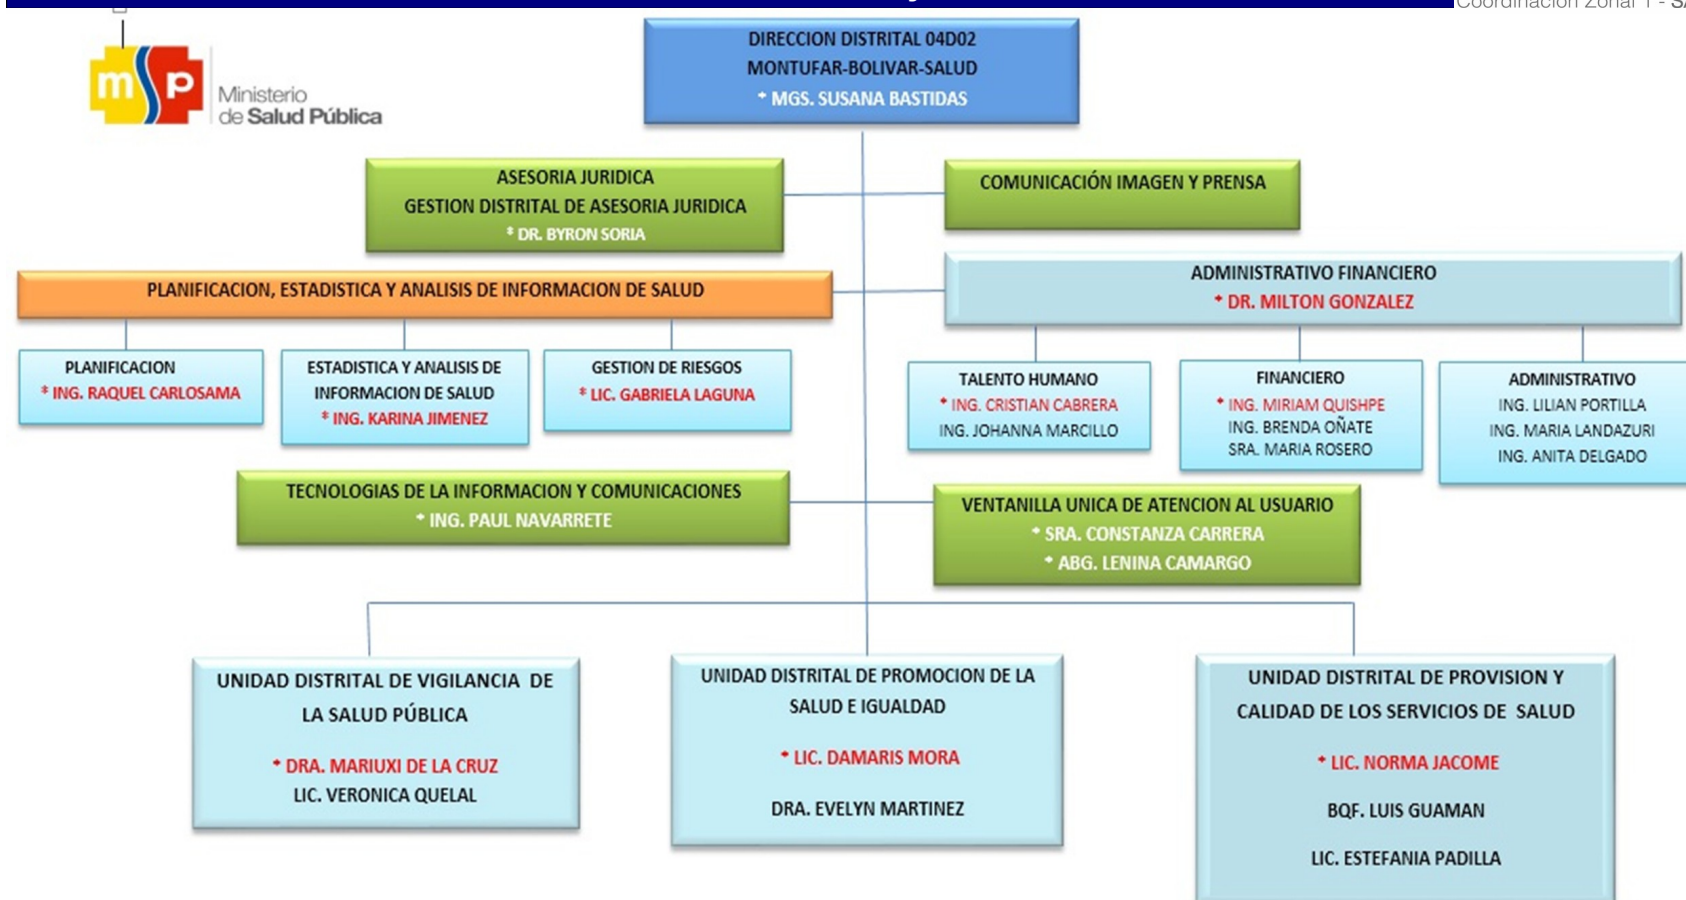 Coordinación Zonal 1 -
msp
Ministerio
de Salud Pública
DIRECCION DISTRITAL 04D02
MONTUFAR-BOLIVAR-SALUD
* MGS. SUSANA BASTIDAS
ASESORIA JURIDICA
GESTION DISTRITAL DE ASESORIA JURIDICA
* DR. BYRON SORIA
COMUNICACIÓN IMAGEN Y PRENSA
PLANIFICACION, ESTADISTICA Y ANALISIS DE INFORMACION DE SALUD
ADMINISTRATIVO FINANCIERO
* DR. MILTON GONZALEZ
PLANIFICACION
* ING. RAQUEL CARLOSAMA
ESTADISTICA Y ANALISIS DE
INFORMACION DE SALUD
* ING. KARINA JIMENEZ
GESTION DE RIESGOS
* LIC. GABRIELA LAGUNA
TALENTO HUMANO
* ING. CRISTIAN CABRERA
ING. JOHANNA MARCILLO
FINANCIERO
* ING. MIRIAM QUISHPE
ING. BRENDA OÑATE
SRA. MARIA ROSERO
ADMINISTRATIVO
ING. LILIAN PORTILLA
ING. MARIA LANDAZURI
ING. ANITA DELGADO
TECNOLOGIAS DE LA INFORMACION Y COMUNICACIONES
* ING. PAUL NAVARRETE
VENTANILLA UNICA DE ATENCION AL USUARIO
* SRA. CONSTANZA CARRERA
* ABG. LENINA CAMARGO
UNIDAD DISTRITAL DE VIGILANCIA DE
LA SALUD PÚBLICA
* DRA. MARIUXI DE LA CRUZ
LIC. VERONICA QUELAL
UNIDAD DISTRITAL DE PROMOCION DE LA
SALUD E IGUALDAD
* LIC. DAMARIS MORA
DRA. EVELYN MARTINEZ
UNIDAD DISTRITAL DE PROVISION Y
CALIDAD DE LOS SERVICIOS DE SALUD
* LIC. NORMA JACOME
BQF. LUIS GUAMAN
LIC. ESTEFANIA PADILLA